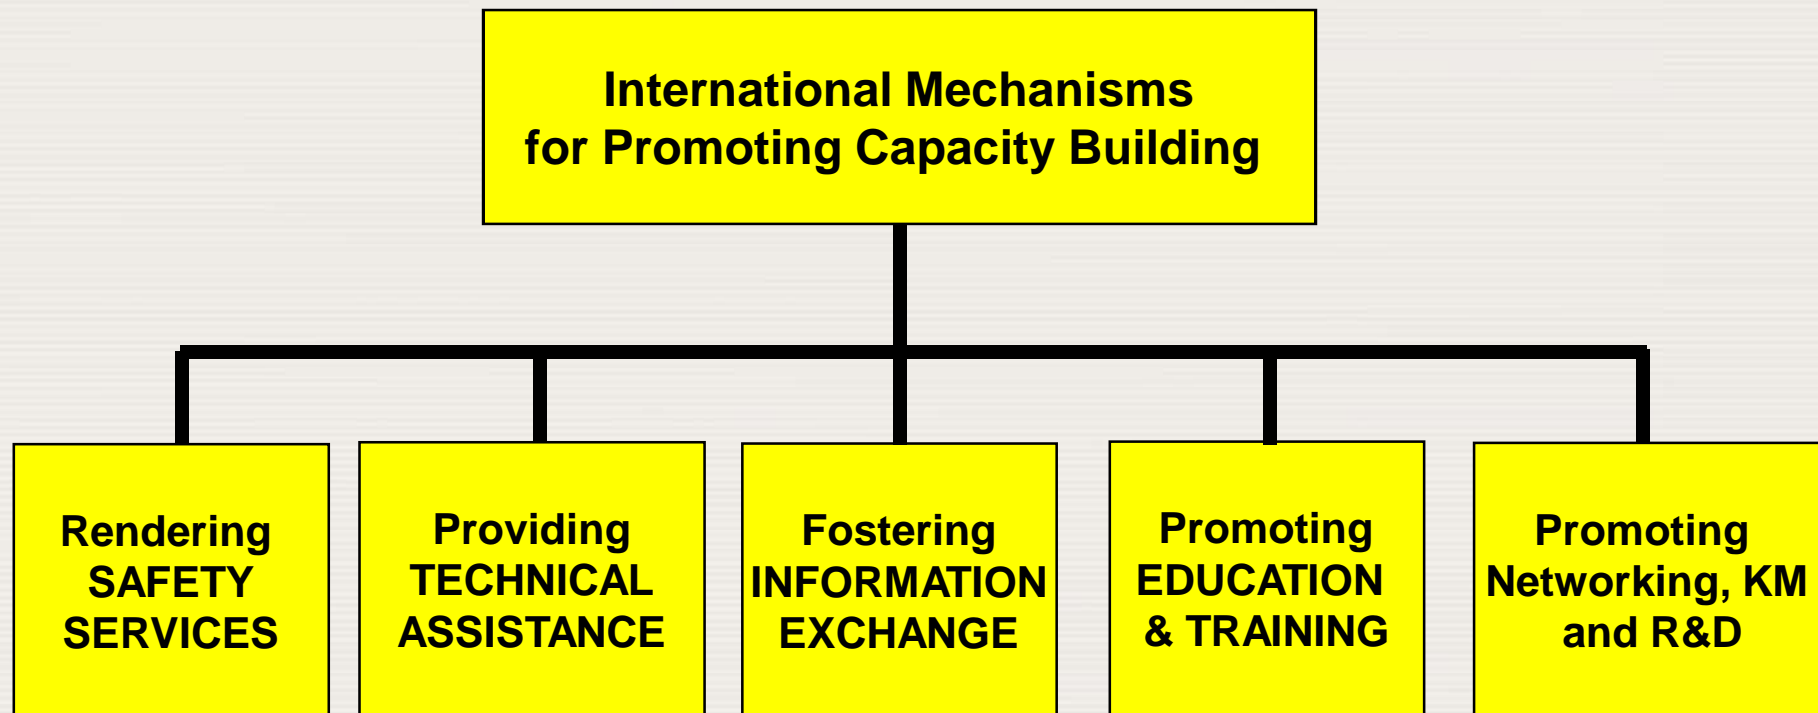 International Mechanisms
for Promoting Capacity Building
Rendering
SAFETY
SERVICES
Providing
TECHNICAL
ASSISTANCE
Fostering
INFORMATION
EXCHANGE
Promoting
EDUCATION
& TRAINING
Promoting
Networking, KM
and R&D